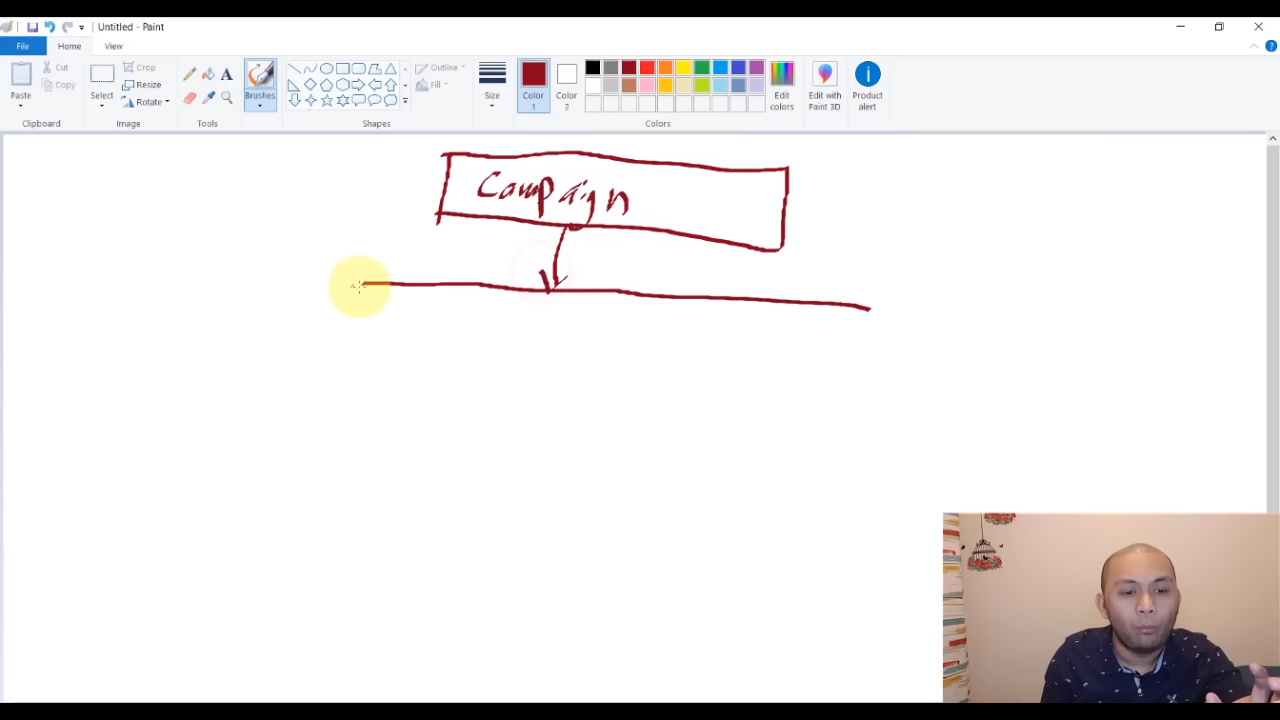 Untitled - Paint
File Home View
Cut
Copy
Paste
Clipboard
Crop
Resize
Rotate
Select
Image
Tools
Brushes
Outline
Fill
Shapes
Size
Color 1
Color 2
Edit colors
Colors
Edit with Paint 3D
Product alert
Campaign